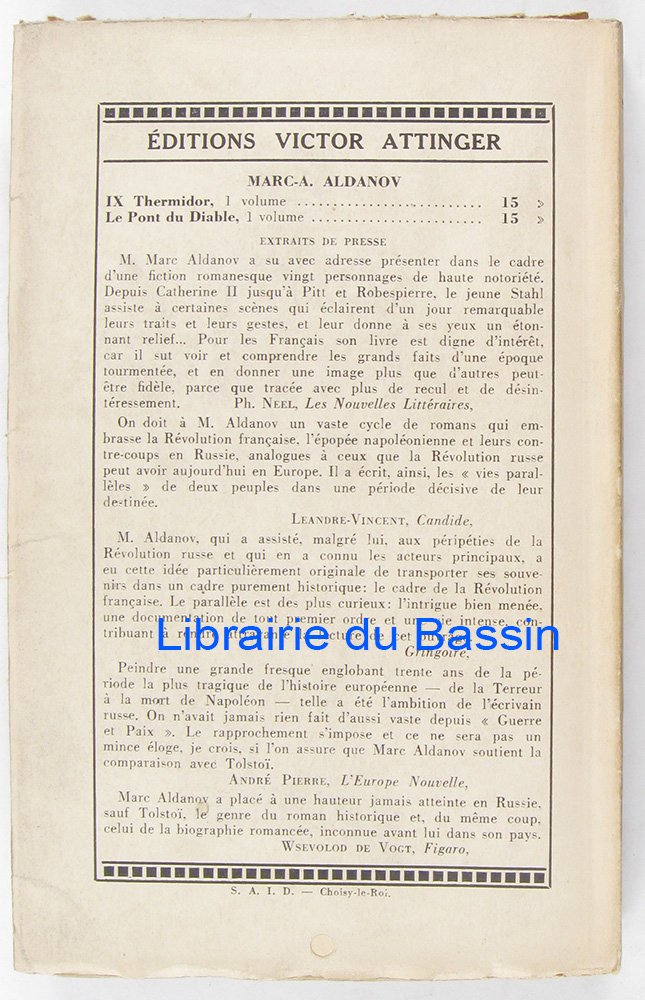 ÉDITIONS VICTOR ATTINGER
MARC-A. ALDANOV
IX Thermidor, 1 volume .......................... 15 »
Le Pont du Diable, 1 volume ........................ 15 »
EXTRAITS DE PRESSE
M. Marc Aldanov a su avec adresse présenter dans le cadre
d'une fiction romanesque vingt personnages de haute notoriété.
Depuis Catherine II jusqu'à Pitt et Robespierre, le jeune Stahl
assiste à certaines scènes qui éclairent d'un jour remarquable
leurs traits et leurs gestes, et leur donne à ses yeux un éton-
nant relief... Pour les Français son livre est digne d'intérêt,
car il sut voir et comprendre les grands faits d'une époque
tourmentée, et en donner une image plus que d'autres peut-
être fidèle, parce que tracée avec plus de recul et de désin-
téressement. Ph. NEEL, Les Nouvelles Littéraires,
On doit à M. Aldanov un vaste cycle de romans qui em-
brasse la Révolution française, l'épopée napoléonienne et leurs con-
tre-coups en Russie, analogues à ceux que la Révolution russe
peut avoir aujourd'hui en Europe. Il a écrit, ainsi, les « vies paral-
lèles » de deux peuples dans une période décisive de leur
destinée.
LEANDRE-VINCENT, Candide,
M. Aldanov, qui a assisté, malgré lui, aux péripéties de la
Révolution russe et qui en a connu les acteurs principaux, a
eu cette idée particulièrement originale de transporter ses souve-
nirs dans un cadre purement historique: le cadre de la Révolution
française. Le parallèle est des plus curieux: l'intrigue bien menée,
une documentation de tout premier ordre et une vie intense, con-
tribuant à rendre attrayante la lecture de cet ouvrage.
Librairie du Bassin
Gringoire,
Peindre une grande fresque englobant trente ans de la pé-
riode la plus tragique de l'histoire européenne — de la Terreur
à la mort de Napoléon — telle a été l'ambition de l'écrivain
russe. On n'avait jamais rien fait d'aussi vaste depuis « Guerre
et Paix ». Le rapprochement s'impose et ce ne sera pas un
mince éloge, je crois, si l'on assure que Marc Aldanov soutient la
comparaison avec Tolstoï.
ANDRÉ PIERRE, L'Europe Nouvelle,
Marc Aldanov a placé à une hauteur jamais atteinte en Russie,
sauf Tolstoï, le genre du roman historique et, du même coup,
celui de la biographie romancée, inconnue avant lui dans son pays.
WSEVOLOD DE VOGT, Figaro,
S. A. I. D. — Choisy-le-Roi.